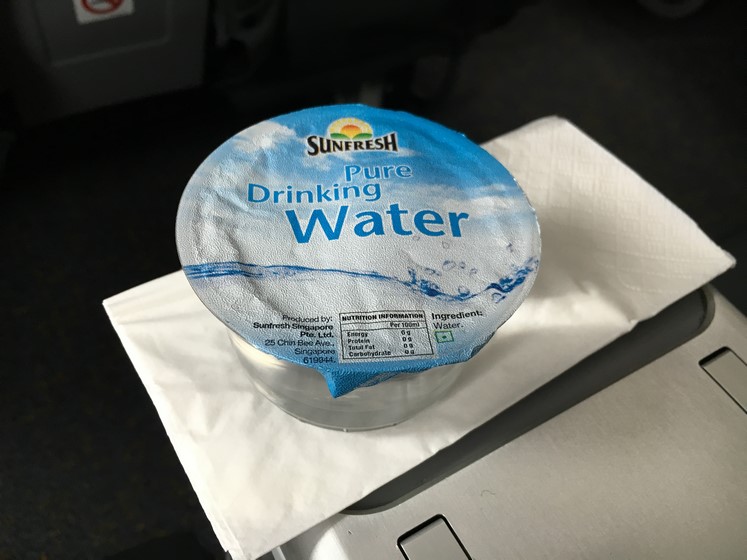 SUNFRESH
Pure
Drinking
Water
Produced by:
Sunfresh Singapore
Pte. Ltd.
25 Chin Bee Ave.,
Singapore
619944.
NUTRITION INFORMATION
Per 100ml
Energy 0 g
Protein 0 g
Total Fat 0 g
Carbohydrate 0 g
Ingredient:
Water.